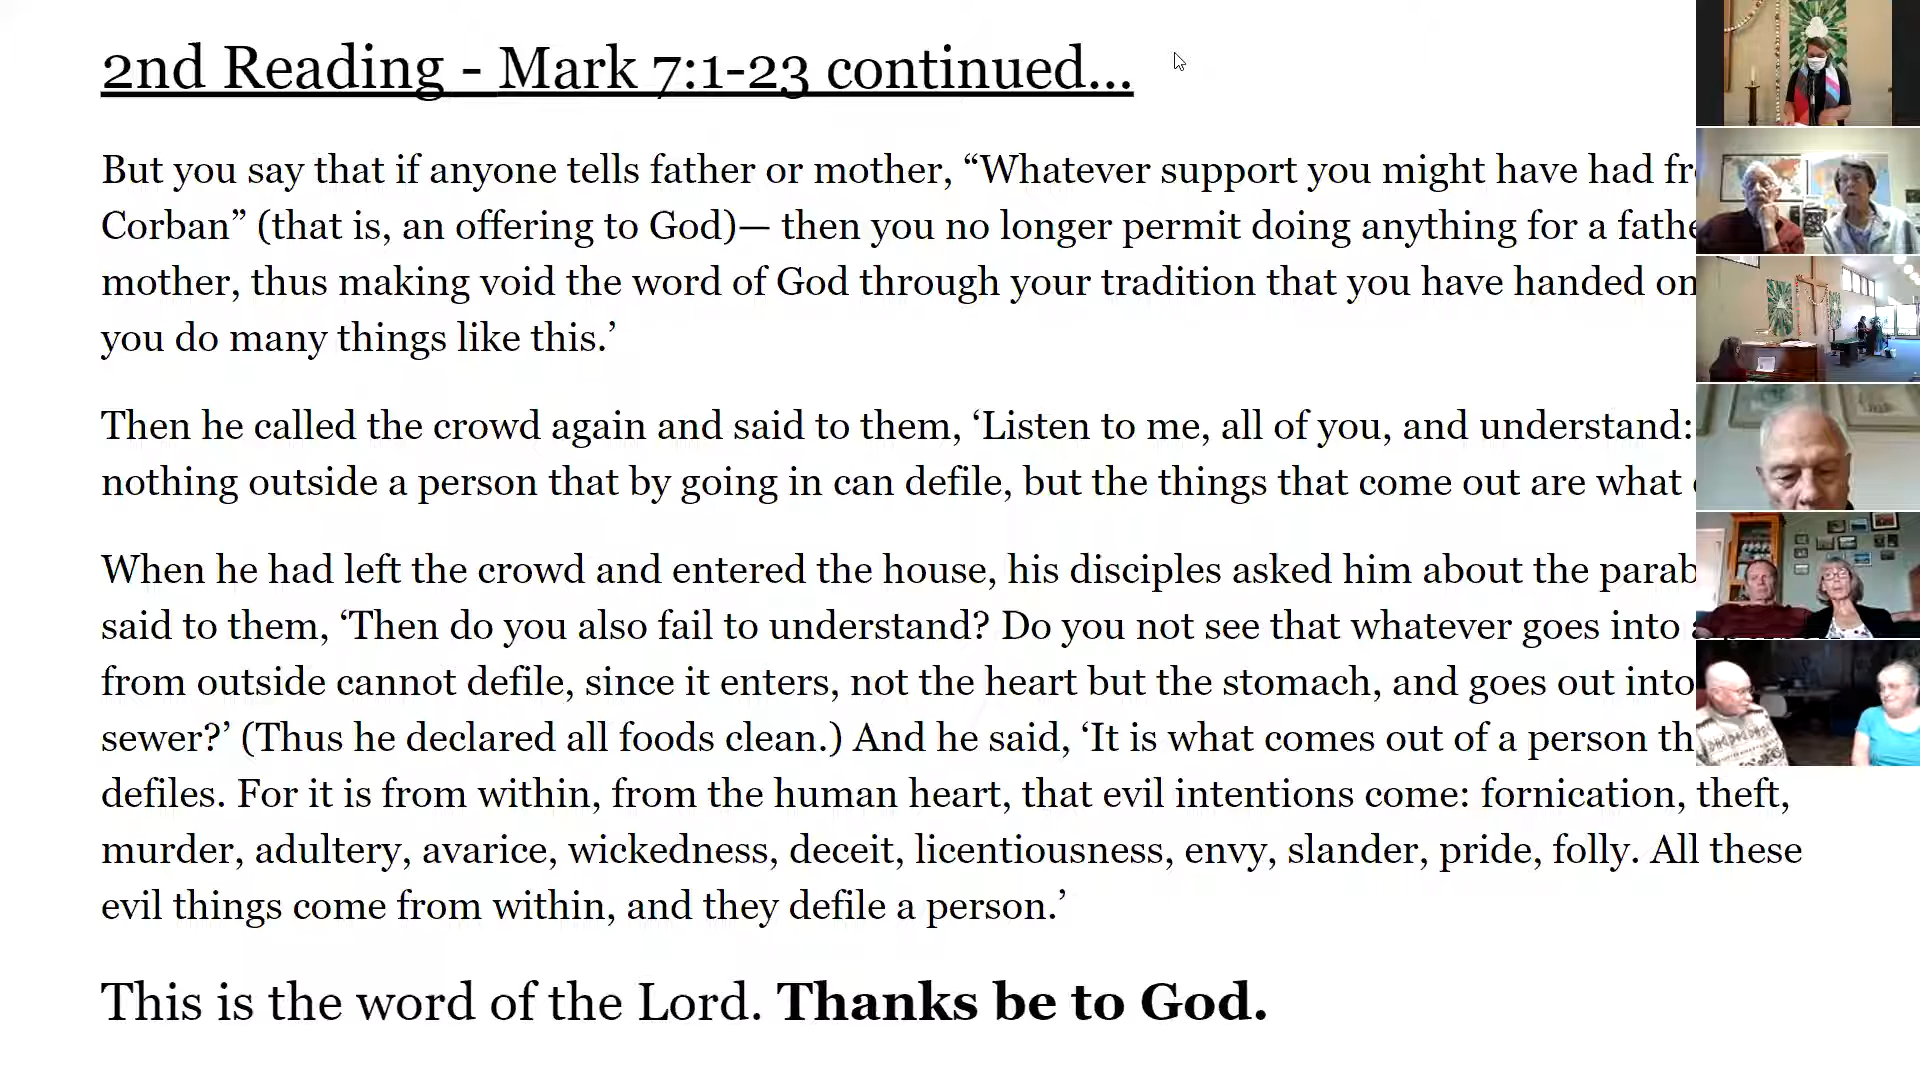 2nd Reading - Mark 7:1-23 continued...
But you say that if anyone tells father or mother, “Whatever support you might have had
Corban” (that is, an offering to God)— then you no longer permit doing anything for a
mother, thus making void the word of God through your tradition that you have handed on
you do many things like this.’
Then he called the crowd again and said to them, ‘Listen to me, all of you, and understand:
nothing outside a person that by going in can defile, but the things that come out are what
When he had left the crowd and entered the house, his disciples asked him about the
said to them, ‘Then do you also fail to understand? Do you not see that whatever goes into
from outside cannot defile, since it enters, not the heart but the stomach, and goes out into
sewer?’ (Thus he declared all foods clean.) And he said, ‘It is what comes out of a person
defiles. For it is from within, from the human heart, that evil intentions come: fornication, theft,
murder, adultery, avarice, wickedness, deceit, licentiousness, envy, slander, pride, folly. All these
evil things come from within, and they defile a person.’
This is the word of the Lord. Thanks be to God.